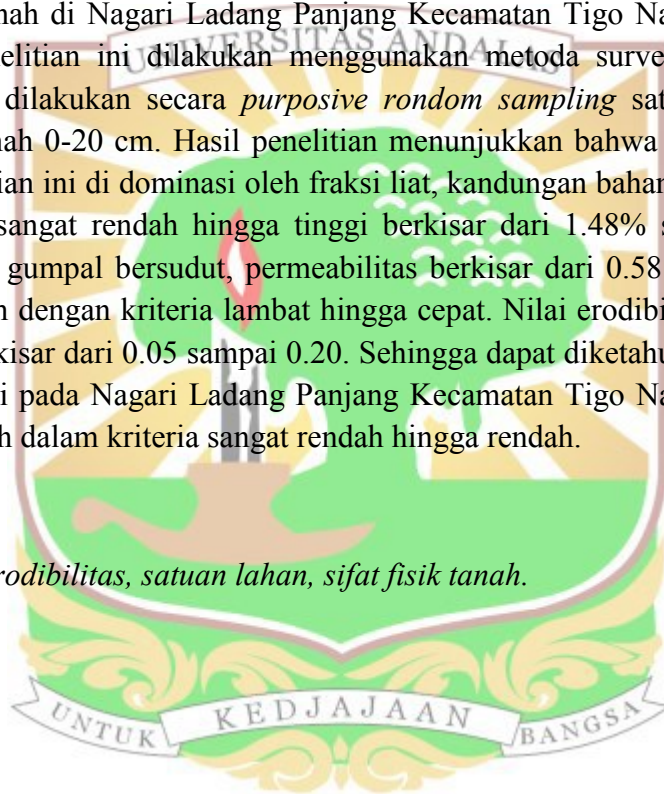 nah di Nagari Ladang Panjang Kecamatan Tigo Na
UNIVERSITAS ANDALAS
elitian ini dilakukan menggunakan metoda surve
dilakukan secara purposive rondom sampling sat
nah 0-20 cm. Hasil penelitian menunjukkan bahwa
ian ini di dominasi oleh fraksi liat, kandungan bahan
sangat rendah hingga tinggi berkisar dari 1.48% s
gumpal bersudut, permeabilitas berkisar dari 0.58
n dengan kriteria lambat hingga cepat. Nilai erodibi
kisar dari 0.05 sampai 0.20. Sehingga dapat diketahu
i pada Nagari Ladang Panjang Kecamatan Tigo Na
h dalam kriteria sangat rendah hingga rendah.
rodibilitas, satuan lahan, sifat fisik tanah.
UNTUK KEDJAJAAN BANGSA